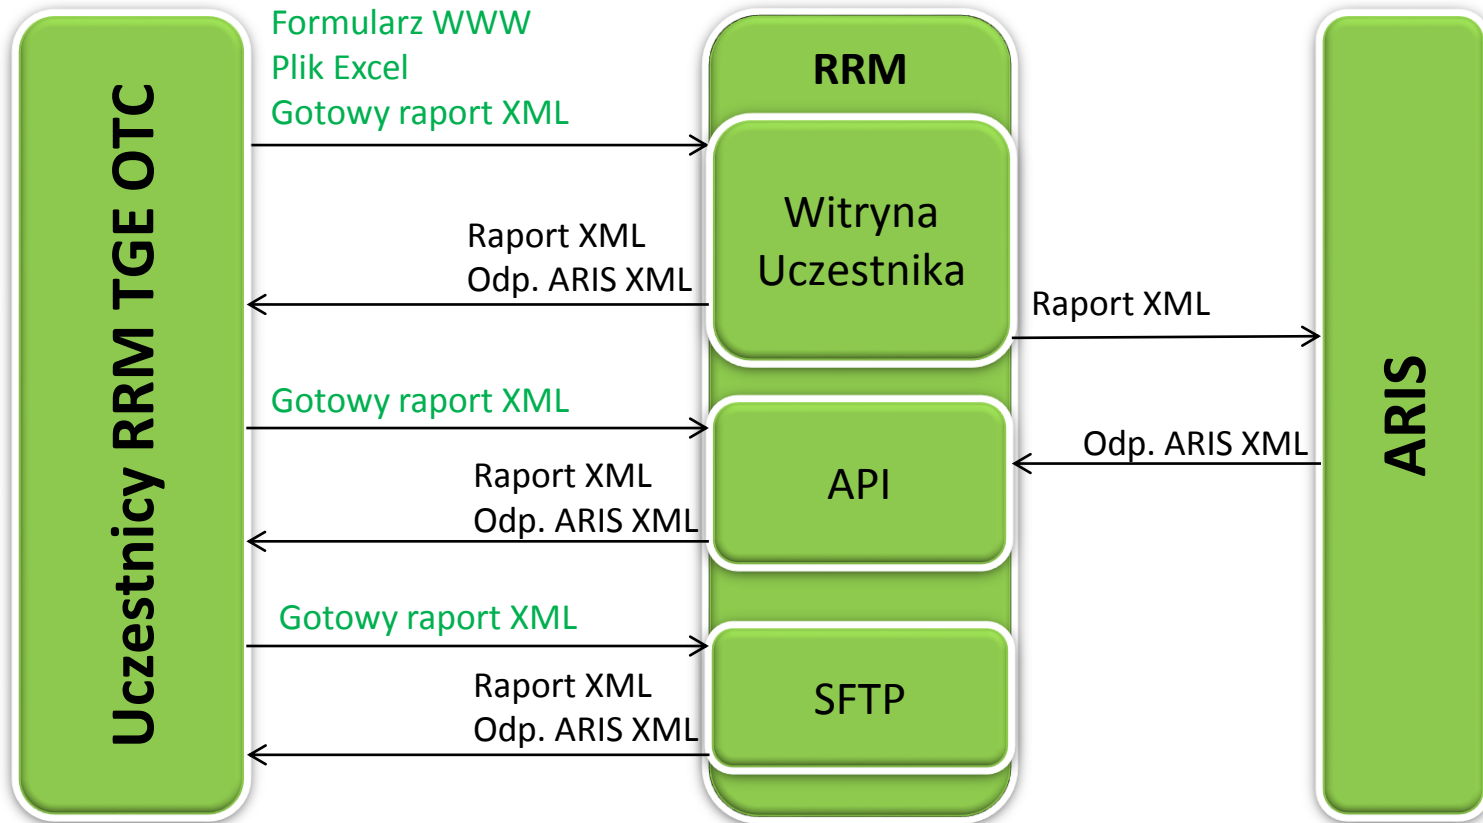 Uczestnicy RRM TGE OTC
Formularz WWW
Plik Excel
Gotowy raport XML
Raport XML
Odp. ARIS XML
Gotowy raport XML
Raport XML
Odp. ARIS XML
Gotowy raport XML
Raport XML
Odp. ARIS XML
RRM
Witryna
Uczestnika
API
SFTP
Raport XML
Odp. ARIS XML
ARIS